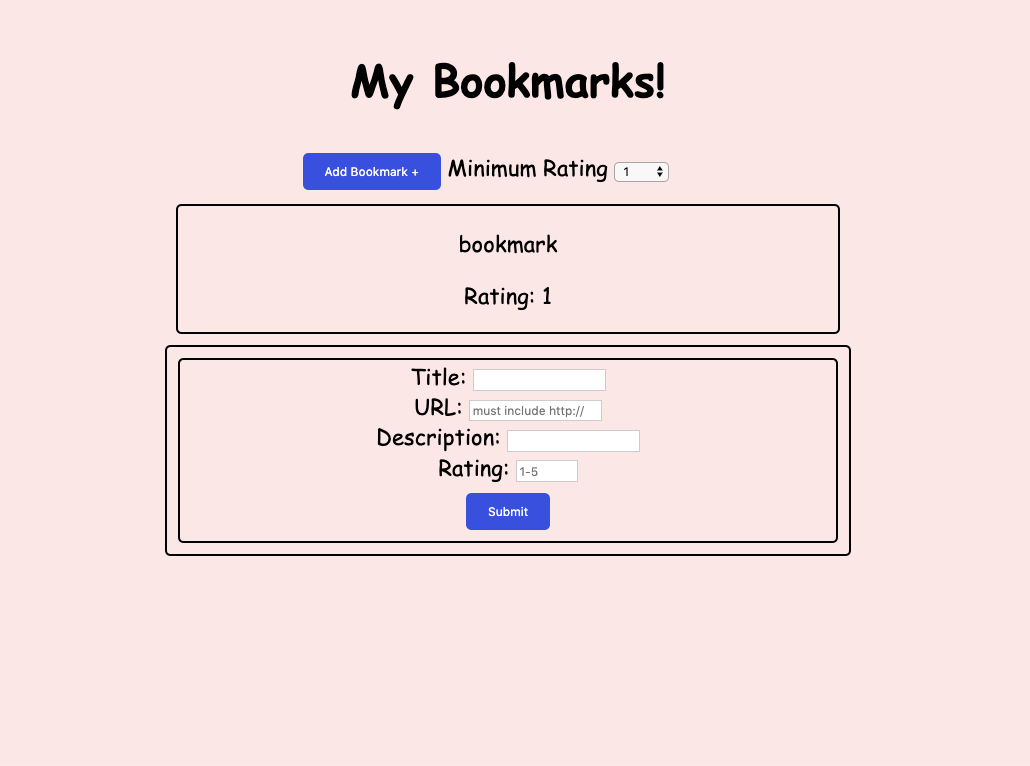 My Bookmarks!
Add Bookmark + Minimum Rating 1
bookmark
Rating: 1
Title:
URL: must include http://
Description:
Rating: 1-5
Submit